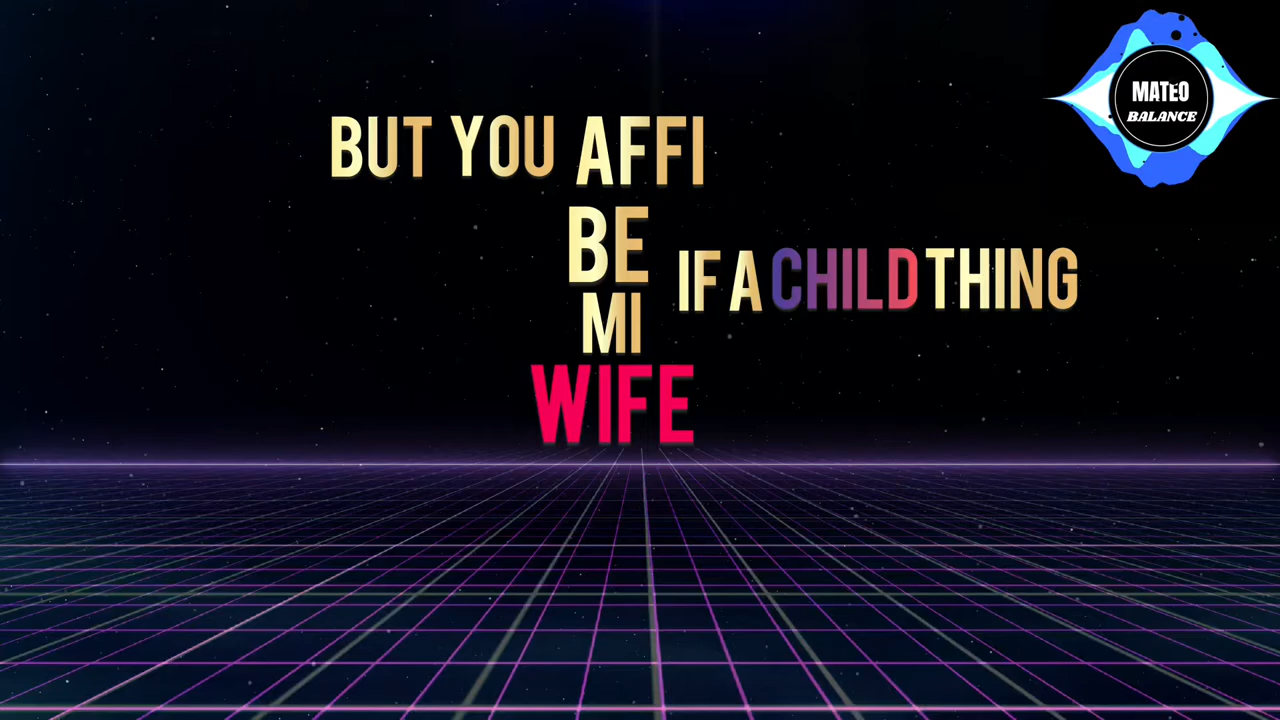 BUT YOU AFFI
BE
MI
WIFE
IF A CHILD THING
MATEO
BALANCE